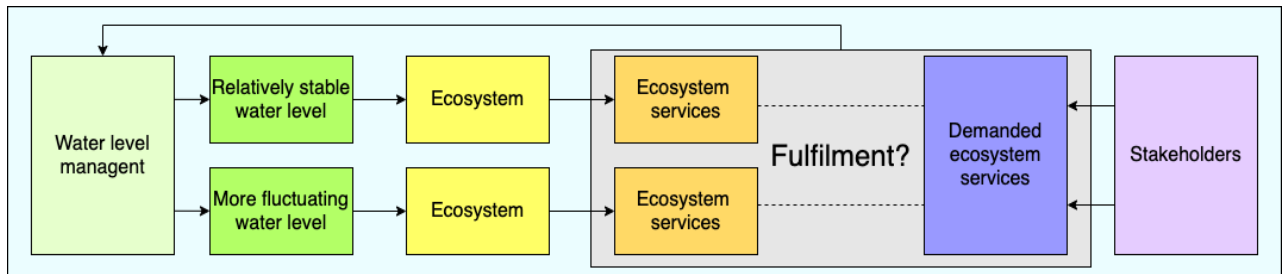 Water level
managent
Relatively stable
water level
Ecosystem
Ecosystem
services
More fluctuating
water level
Ecosystem
Ecosystem
services
Fulfilment?
Demanded
ecosystem
services
Stakeholders